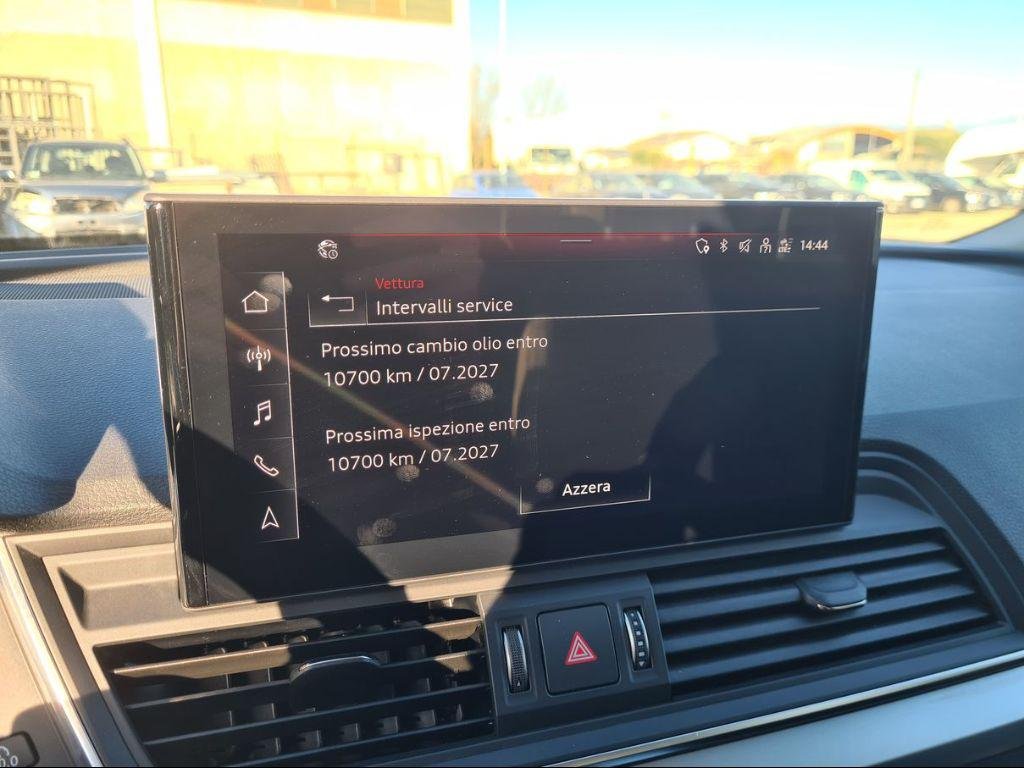 14:44
Vettura
Intervalli service
Prossimo cambio olio entro
10700 km / 07.2027
Prossima ispezione entro
10700 km / 07.2027
Azzera